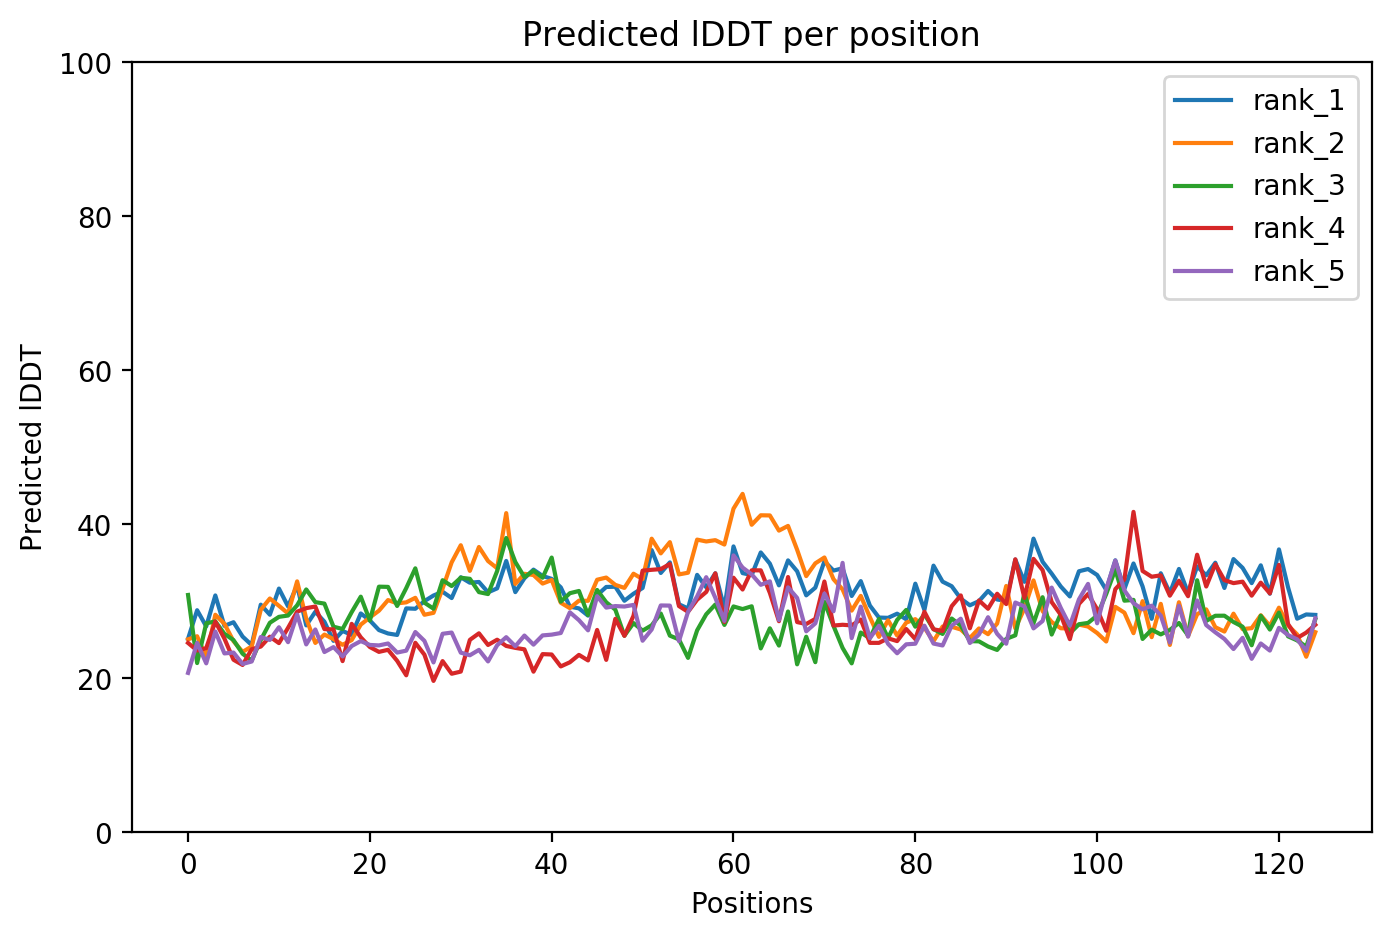 Predicted lDDT per position
100
80
60
40
20
0
Predicted lDDT
0 20 40 60 80 100 120
Positions
rank_1
rank_2
rank_3
rank_4
rank_5